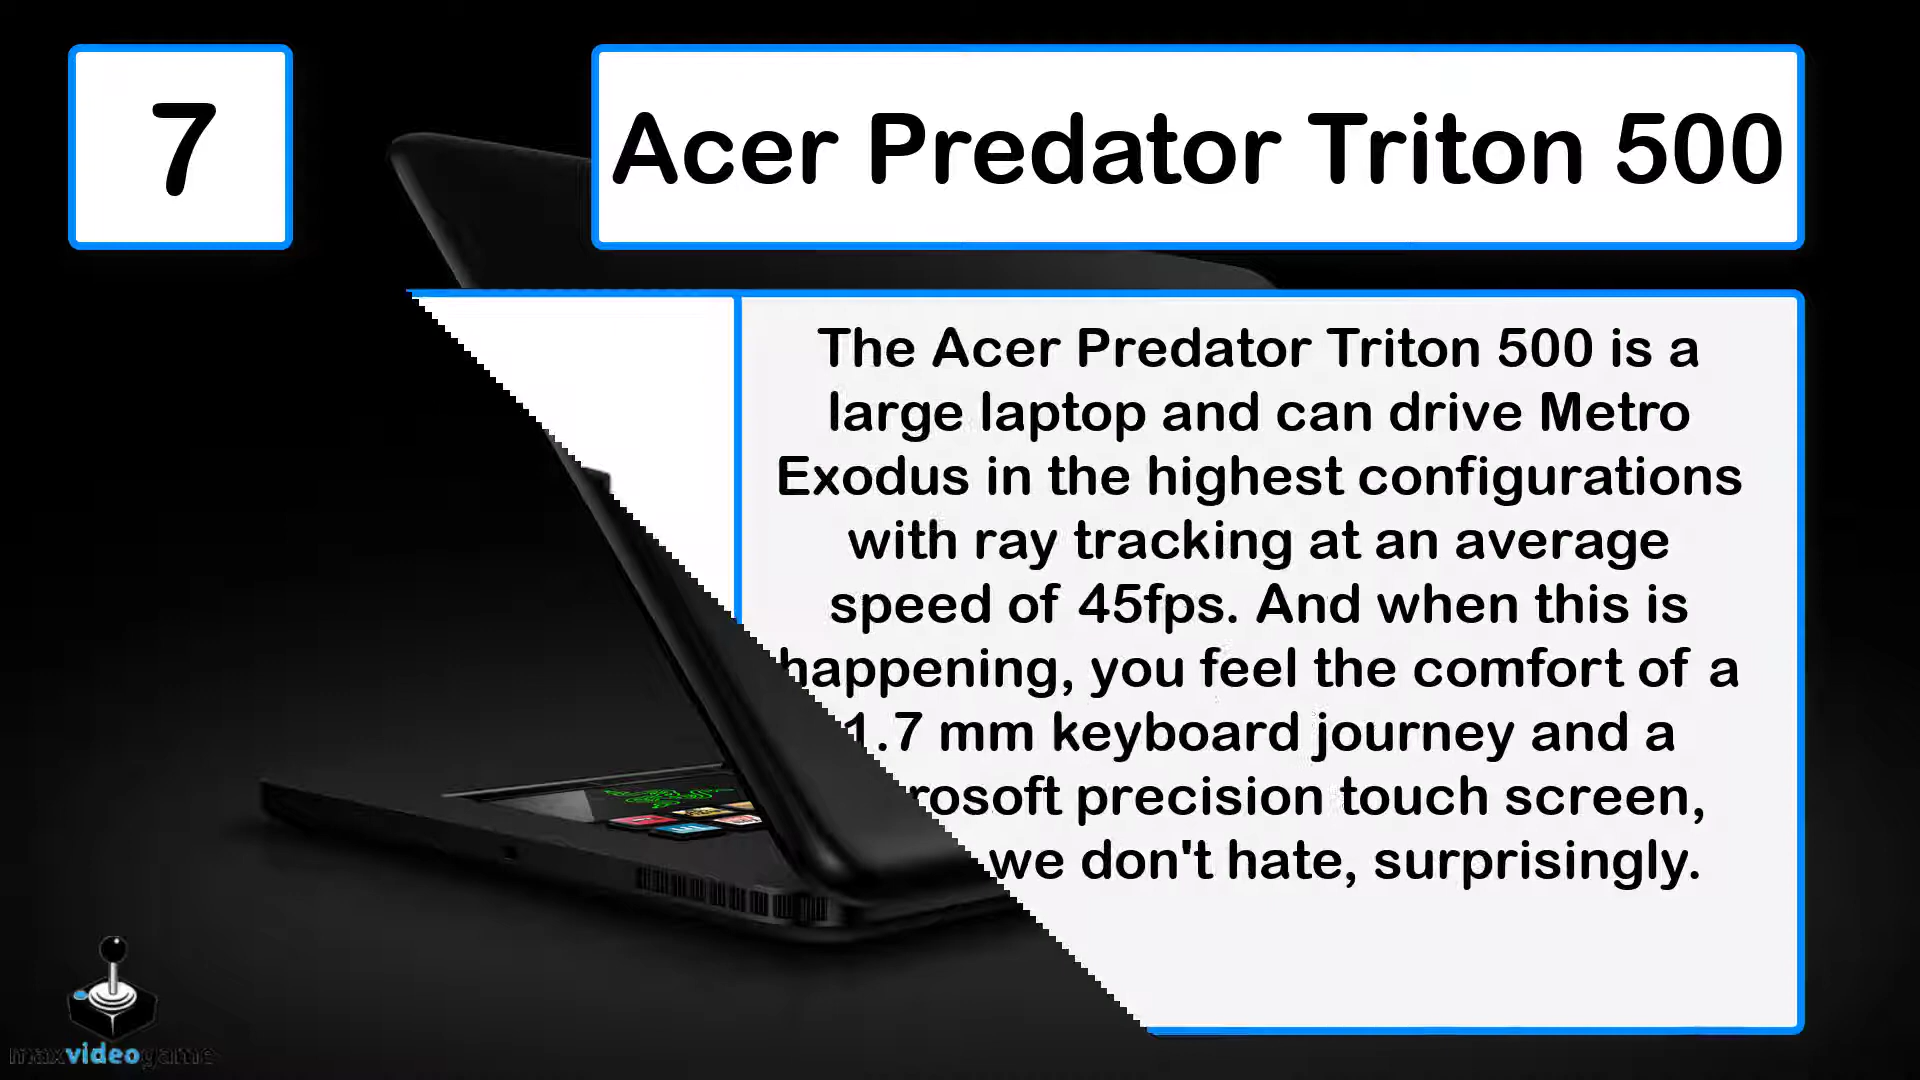 7
Acer Predator Triton 500
The Acer Predator Triton 500 is a
large laptop and can drive Metro
Exodus in the highest configurations
with ray tracking at an average
speed of 45fps. And when this is
happening, you feel the comfort of a
1.7 mm keyboard journey and a
rosoft precision touch screen,
we don't hate, surprisingly.
maxvideogame